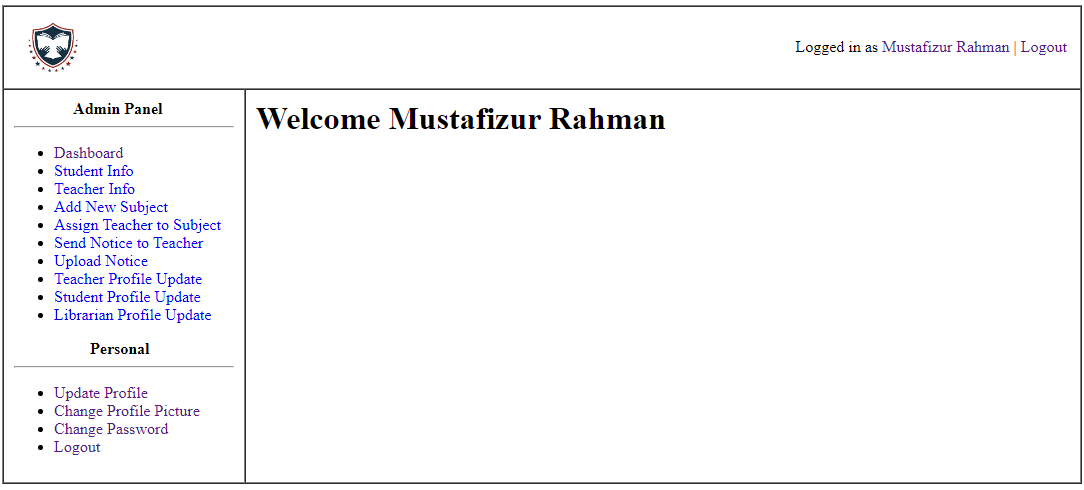 Logged in as Mustafizur Rahman | Logout
Admin Panel
Dashboard
Student Info
Teacher Info
Add New Subject
Assign Teacher to Subject
Send Notice to Teacher
Upload Notice
Teacher Profile Update
Student Profile Update
Librarian Profile Update
Personal
Update Profile
Change Profile Picture
Change Password
Logout
Welcome Mustafizur Rahman